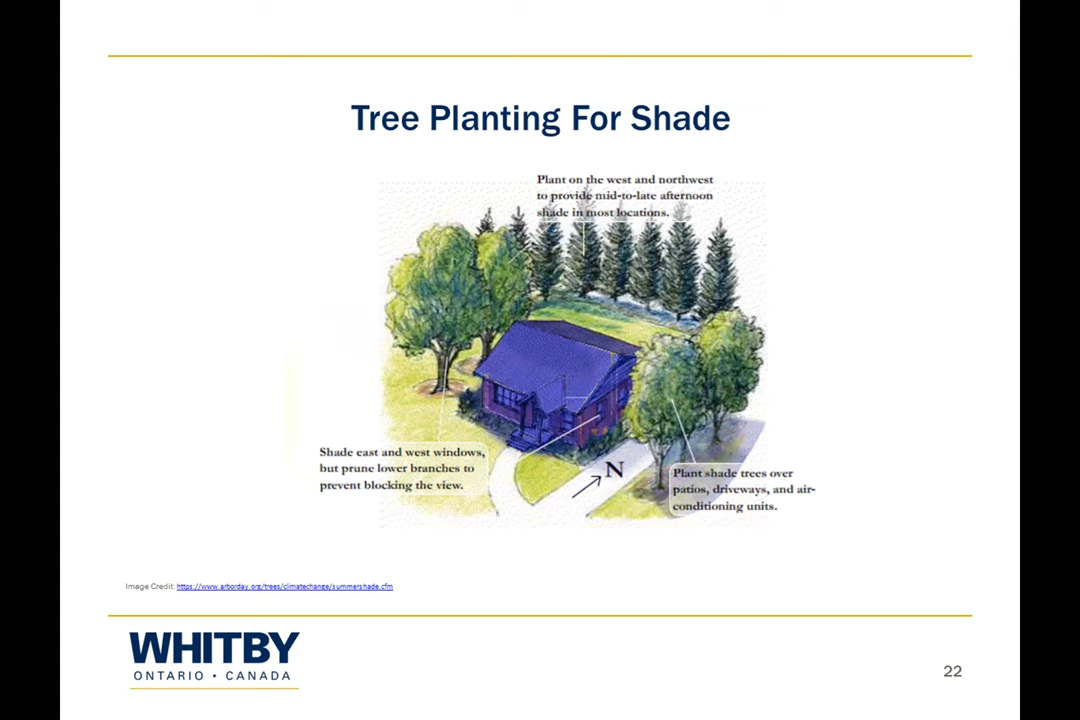 Tree Planting For Shade
Plant on the west and northwest
to provide mid-to-late afternoon
shade in most locations.
Shade east and west windows,
but prune lower branches to
prevent blocking the view.
N
Plant shade trees over
patios, driveways, and air-
conditioning units.
Image Credit: https://www.arborday.org/trees/climatechange/summershade.cfm
WHITBY
ONTARIO • CANADA
22